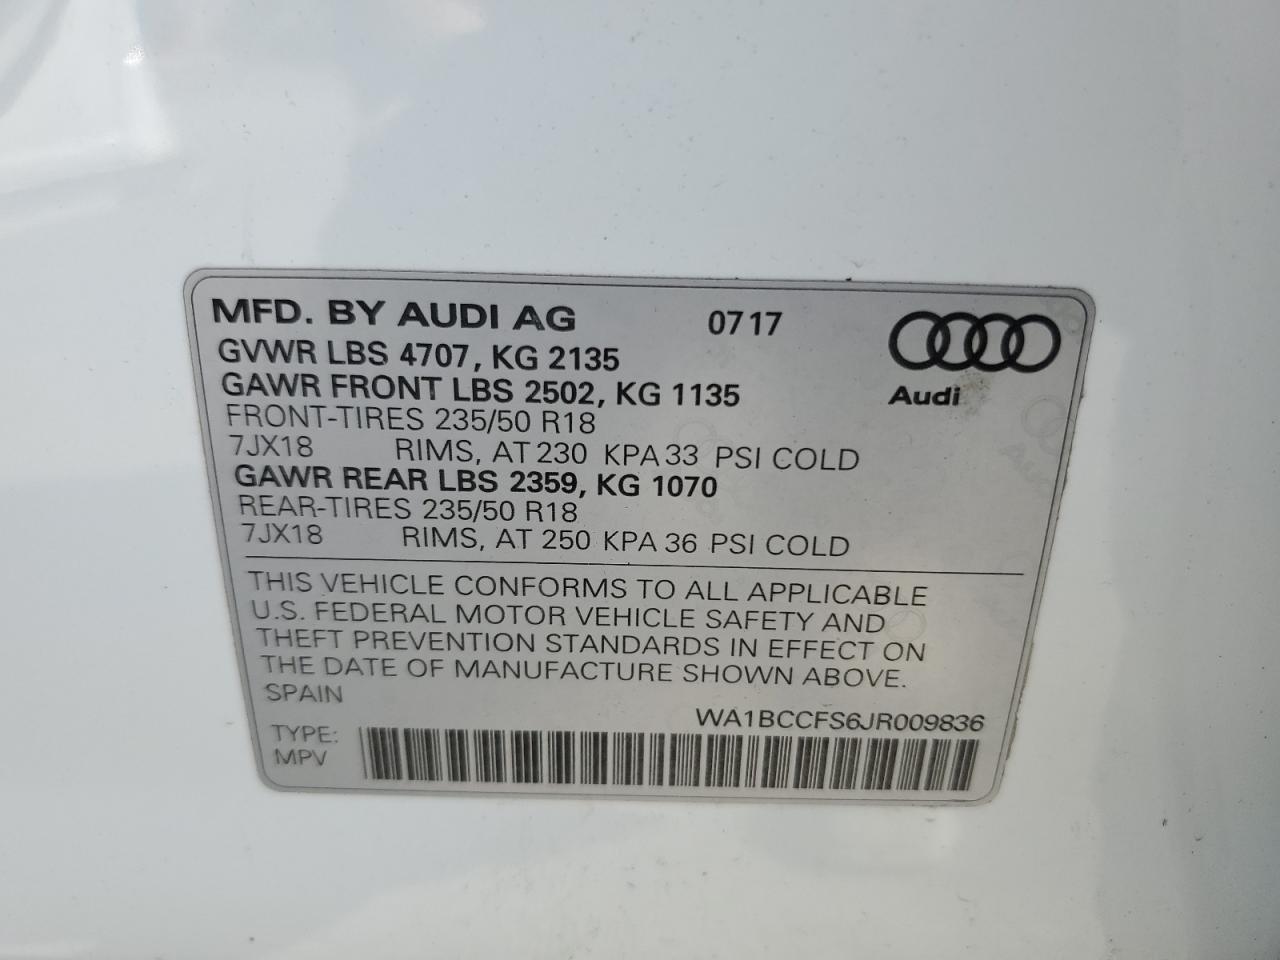 MFD. BY AUDI AG 0717
GVWR LBS 4707, KG 2135
GAWR FRONT LBS 2502, KG 1135
Audi
FRONT-TIRES 235/50 R18
7JX18 RIMS, AT 230 KPA 33 PSI COLD
GAWR REAR LBS 2359, KG 1070
REAR-TIRES 235/50 R18
7JX18 RIMS, AT 250 KPA 36 PSI COLD
THIS VEHICLE CONFORMS TO ALL APPLICABLE
U.S. FEDERAL MOTOR VEHICLE SAFETY AND
THEFT PREVENTION STANDARDS IN EFFECT ON
THE DATE OF MANUFACTURE SHOWN ABOVE.
SPAIN
WA1BCCFS6JR009836
TYPE:
MPV